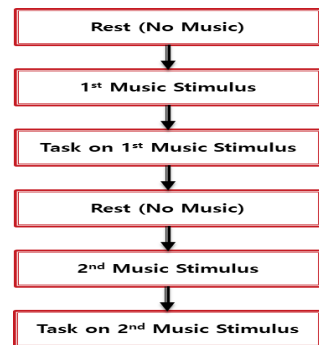 Rest (No Music)
1st Music Stimulus
Task on 1st Music Stimulus
Rest (No Music)
2nd Music Stimulus
Task on 2nd Music Stimulus